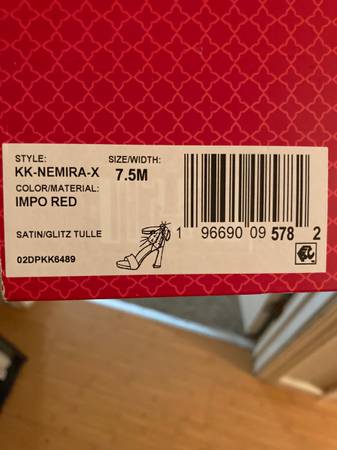 STYLE: SIZE/WIDTH:
KK-NEMIRA-X 7.5M
COLOR/MATERIAL:
IMPO RED
SATIN/GLITZ TULLE
02DPKK6489
1 96690 09 578 2